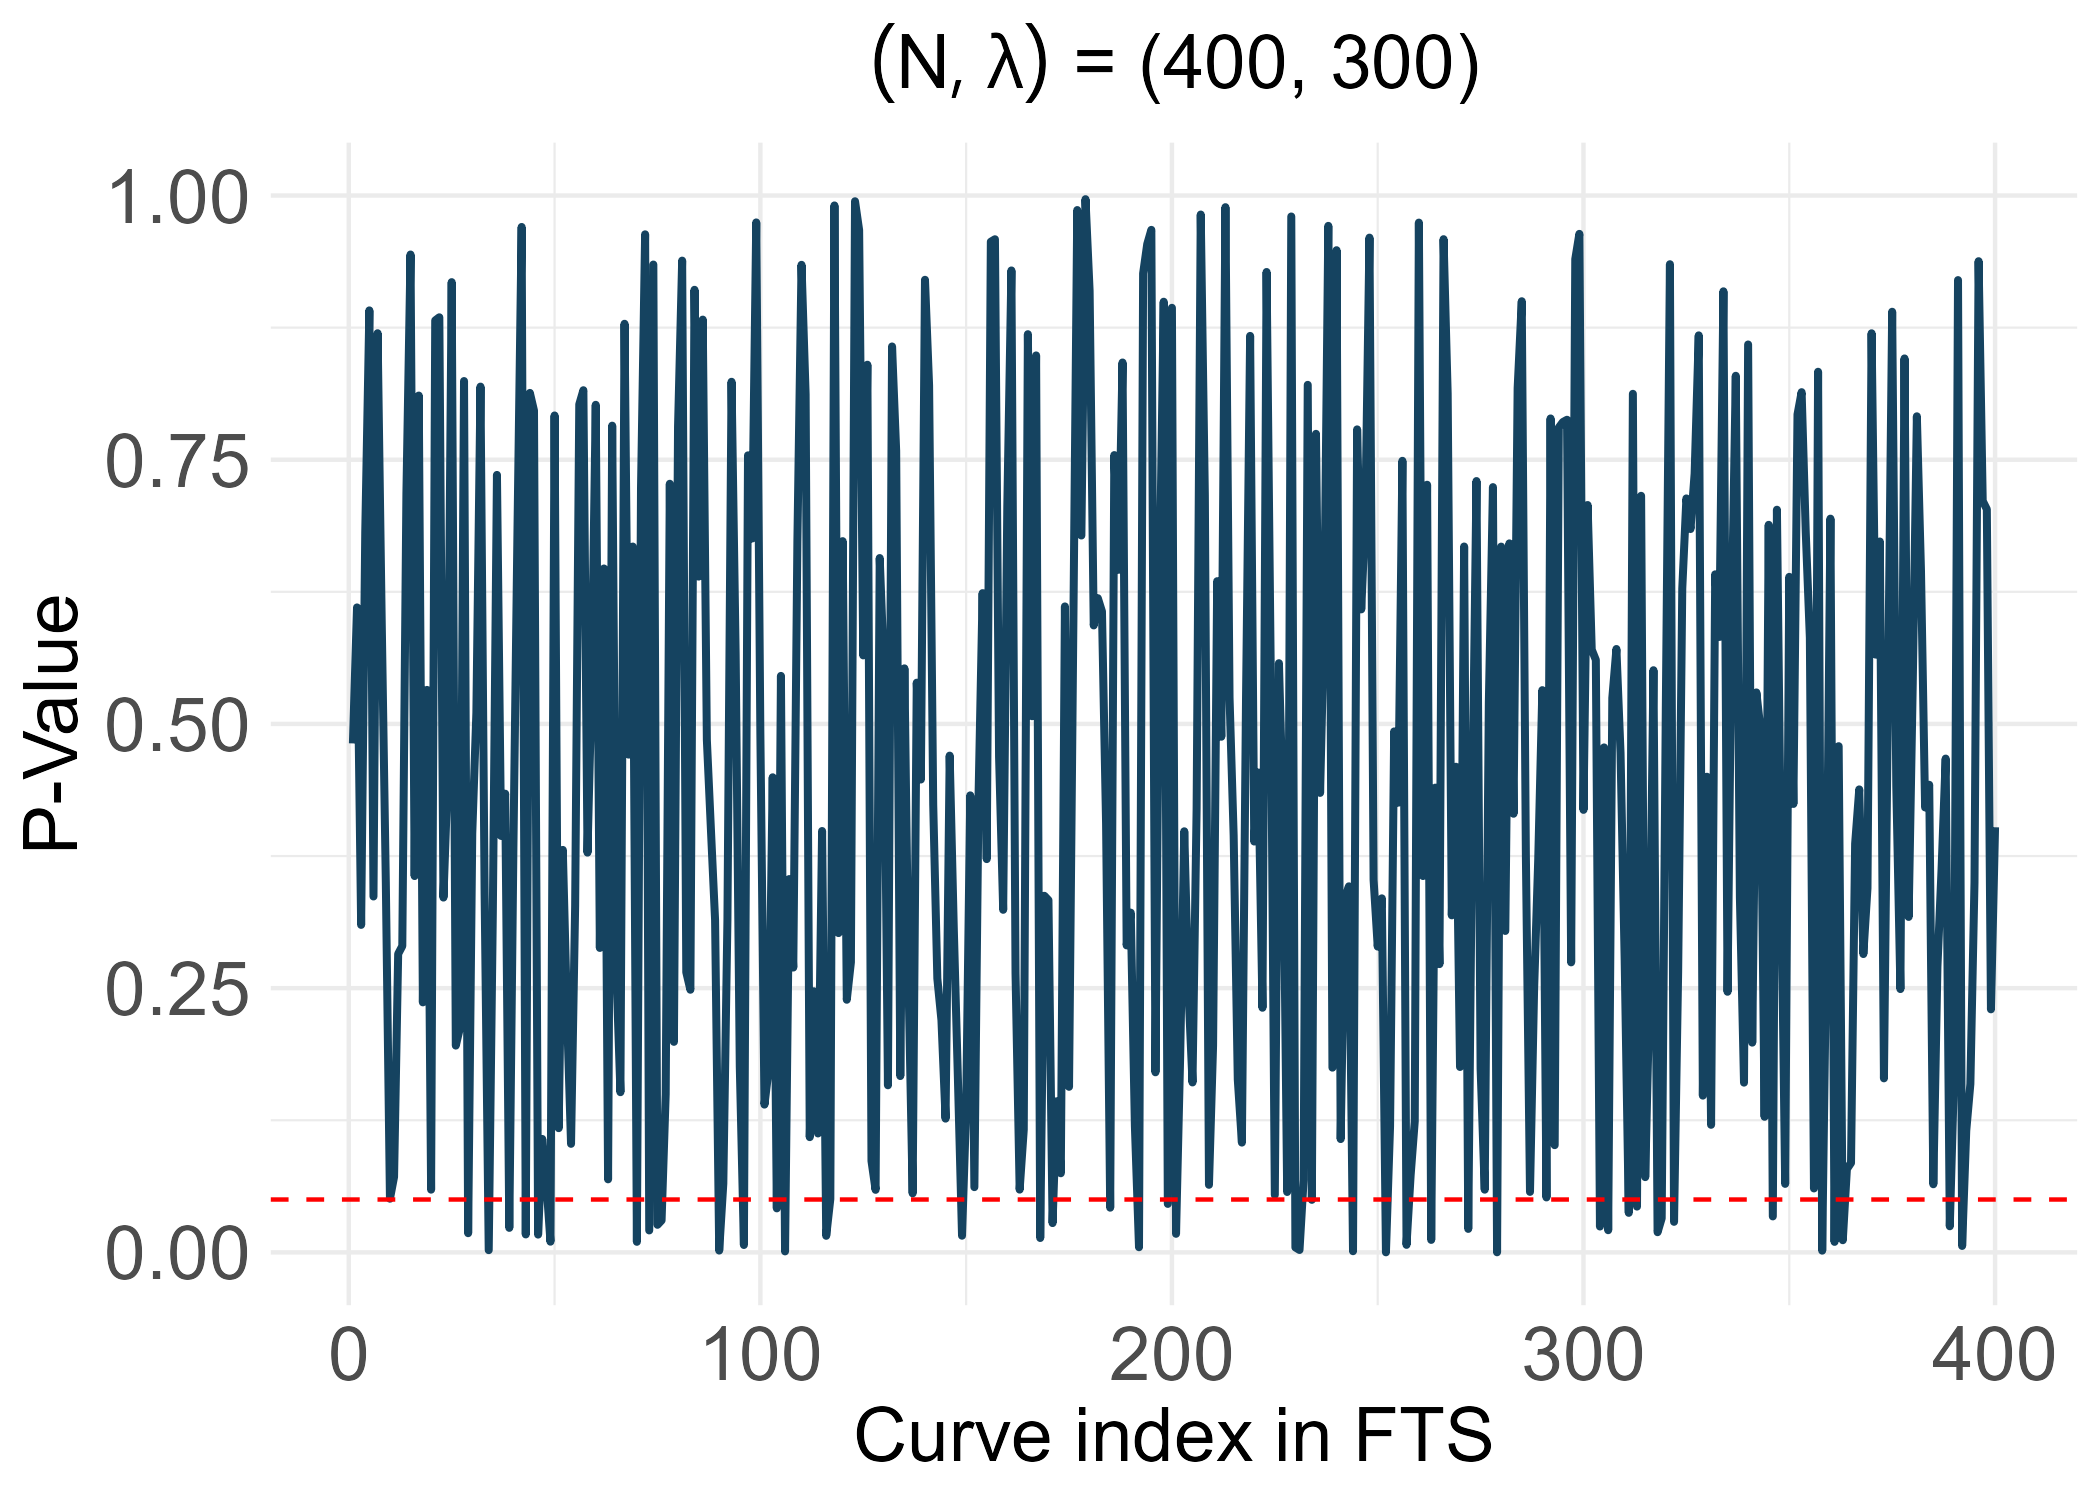 (N, λ) = (400, 300)
P-Value
1.00
0.75
0.50
0.25
0.00
0 100 200 300 400
Curve index in FTS